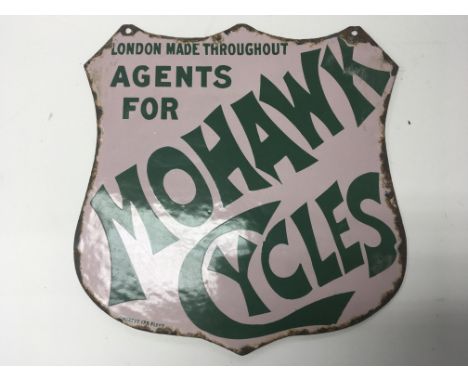 LONDON MADE THROUGHOUT
AGENTS
FOR
MOHAWK
CYCLES